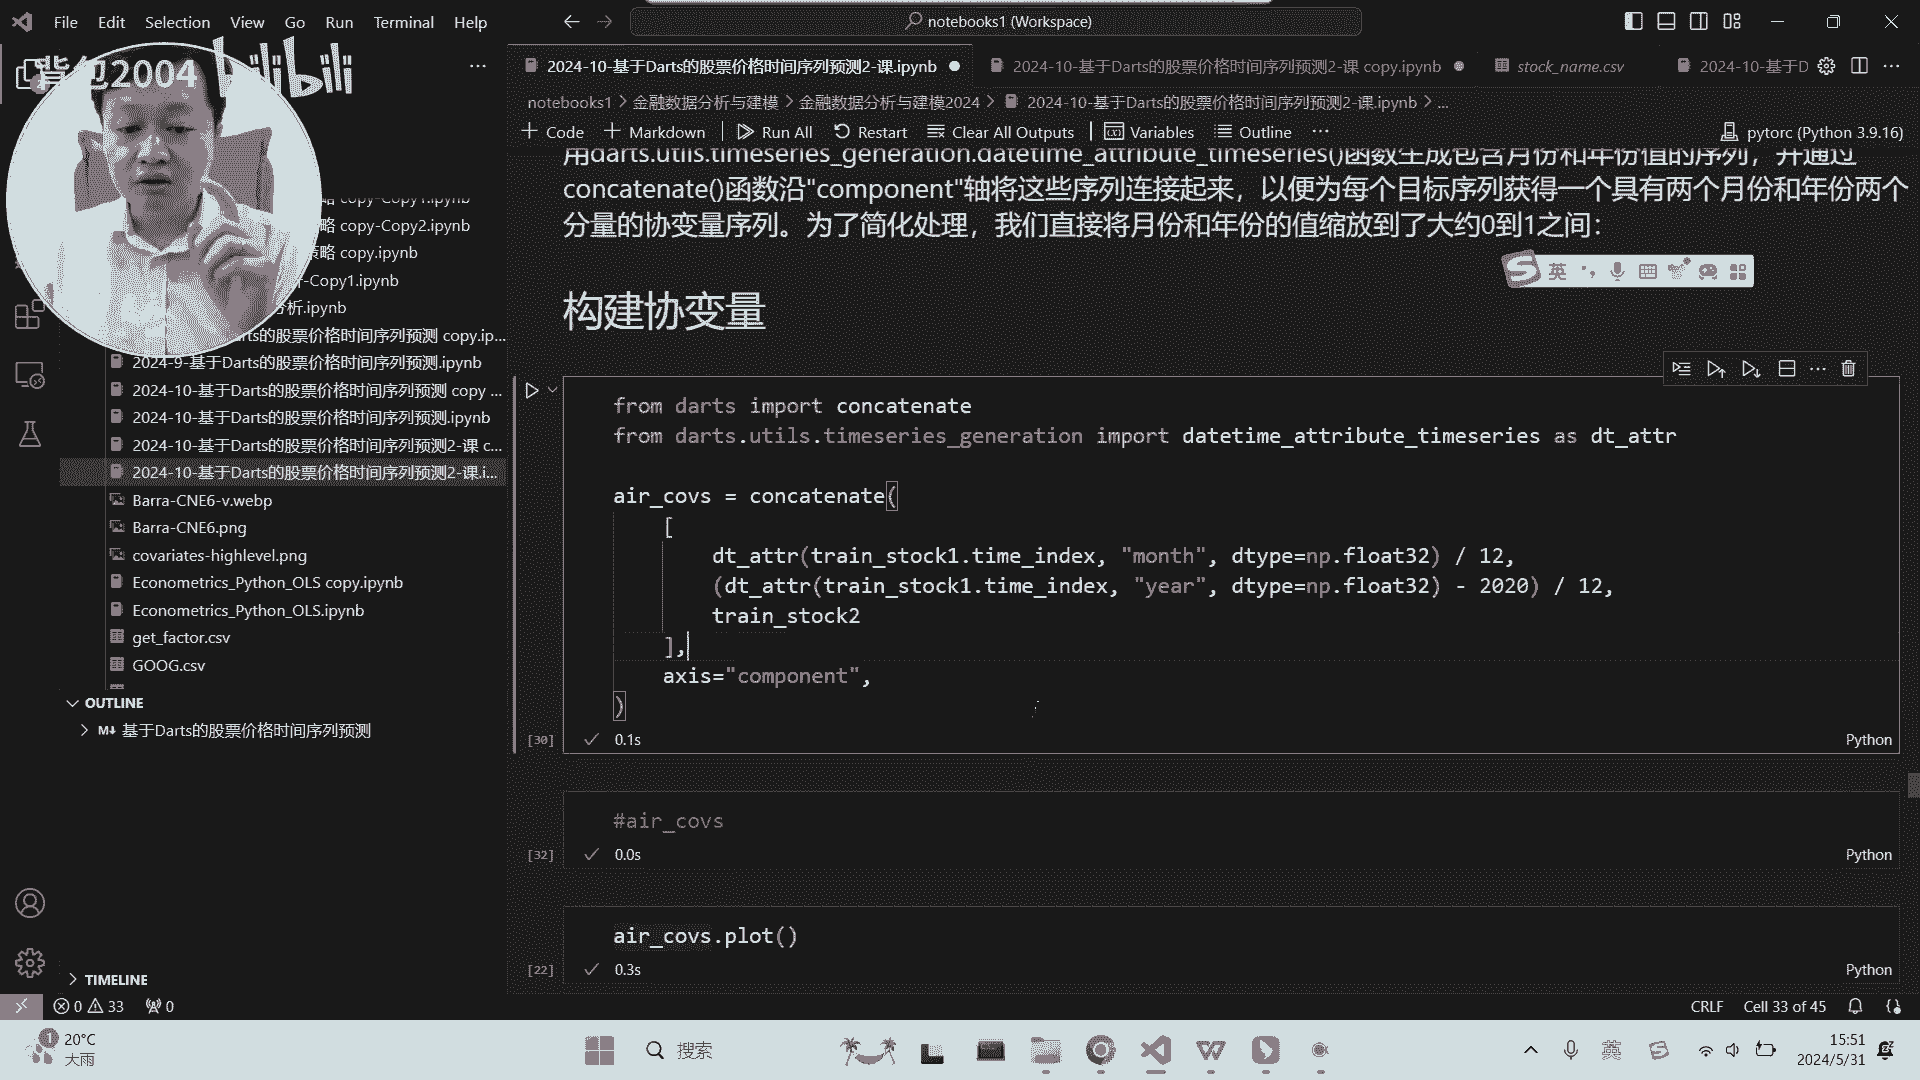 File Edit Selection View Go Run Terminal Help
notebooks1 (Workspace)
背包2004 bilibili
2024-10-基于Darts的股票价格时间序列预测2-课.ipynb
2024-10-基于Darts的股票价格时间序列预测2-课 copy.ipynb
stock_name.csv
2024-10-基于D
notebooks1 > 金融数据分析与建模 > 金融数据分析与建模2024 > 2024-10-基于Darts的股票价格时间序列预测2-课.ipynb > ...
+ Code + Markdown Run All Restart Clear All Outputs Variables Outline ...
pytorc (Python 3.9.16)
用darts.utils.timeseries_generation.datetime_attribute_timeseries()函数生成包含月份和年份值的序列，并通过
concatenate()函数沿"component"轴将这些序列连接起来，以便为每个目标序列获得一个具有两个月份和年份两个
分量的协变量序列。为了简化处理，我们直接将月份和年份的值缩放到了大约0到1之间：
英
构建协变量
from darts import concatenate
from darts.utils.timeseries_generation import datetime_attribute_timeseries as dt_attr
air_covs = concatenate(
[
dt_attr(train_stock1.time_index, "month", dtype=np.float32) / 12,
(dt_attr(train_stock1.time_index, "year", dtype=np.float32) - 2020) / 12,
train_stock2
],
axis="component",
)
[30] 0.1s Python
#air_covs
[32] 0.0s Python
air_covs.plot()
[22] 0.3s Python
略 copy-Copy1.ipynb
略 copy-Copy2.ipynb
略 copy.ipynb
-Copy1.ipynb
分析.ipynb
arts的股票价格时间序列预测 copy.ip...
2024-9-基于Darts的股票价格时间序列预测.ipynb
2024-10-基于Darts的股票价格时间序列预测 copy ...
2024-10-基于Darts的股票价格时间序列预测.ipynb
2024-10-基于Darts的股票价格时间序列预测2-课 c...
2024-10-基于Darts的股票价格时间序列预测2-课.i...
Barra-CNE6-v.webp
Barra-CNE6.png
covariates-highlevel.png
Econometrics_Python_OLS copy.ipynb
Econometrics_Python_OLS.ipynb
get_factor.csv
GOOG.csv
OUTLINE
M↓ 基于Darts的股票价格时间序列预测
TIMELINE
0 33 0
CRLF Cell 33 of 45
1 20°C
大雨
搜索
英
15:51
2024/5/31